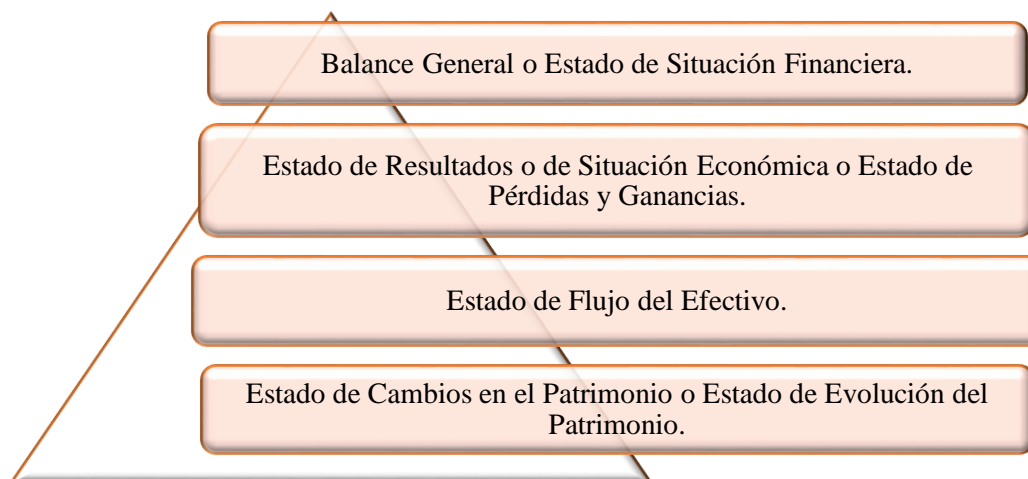 Balance General o Estado de Situación Financiera.
Estado de Resultados o de Situación Económica o Estado de
Pérdidas y Ganancias.
Estado de Flujo del Efectivo.
Estado de Cambios en el Patrimonio o Estado de Evolución del
Patrimonio.